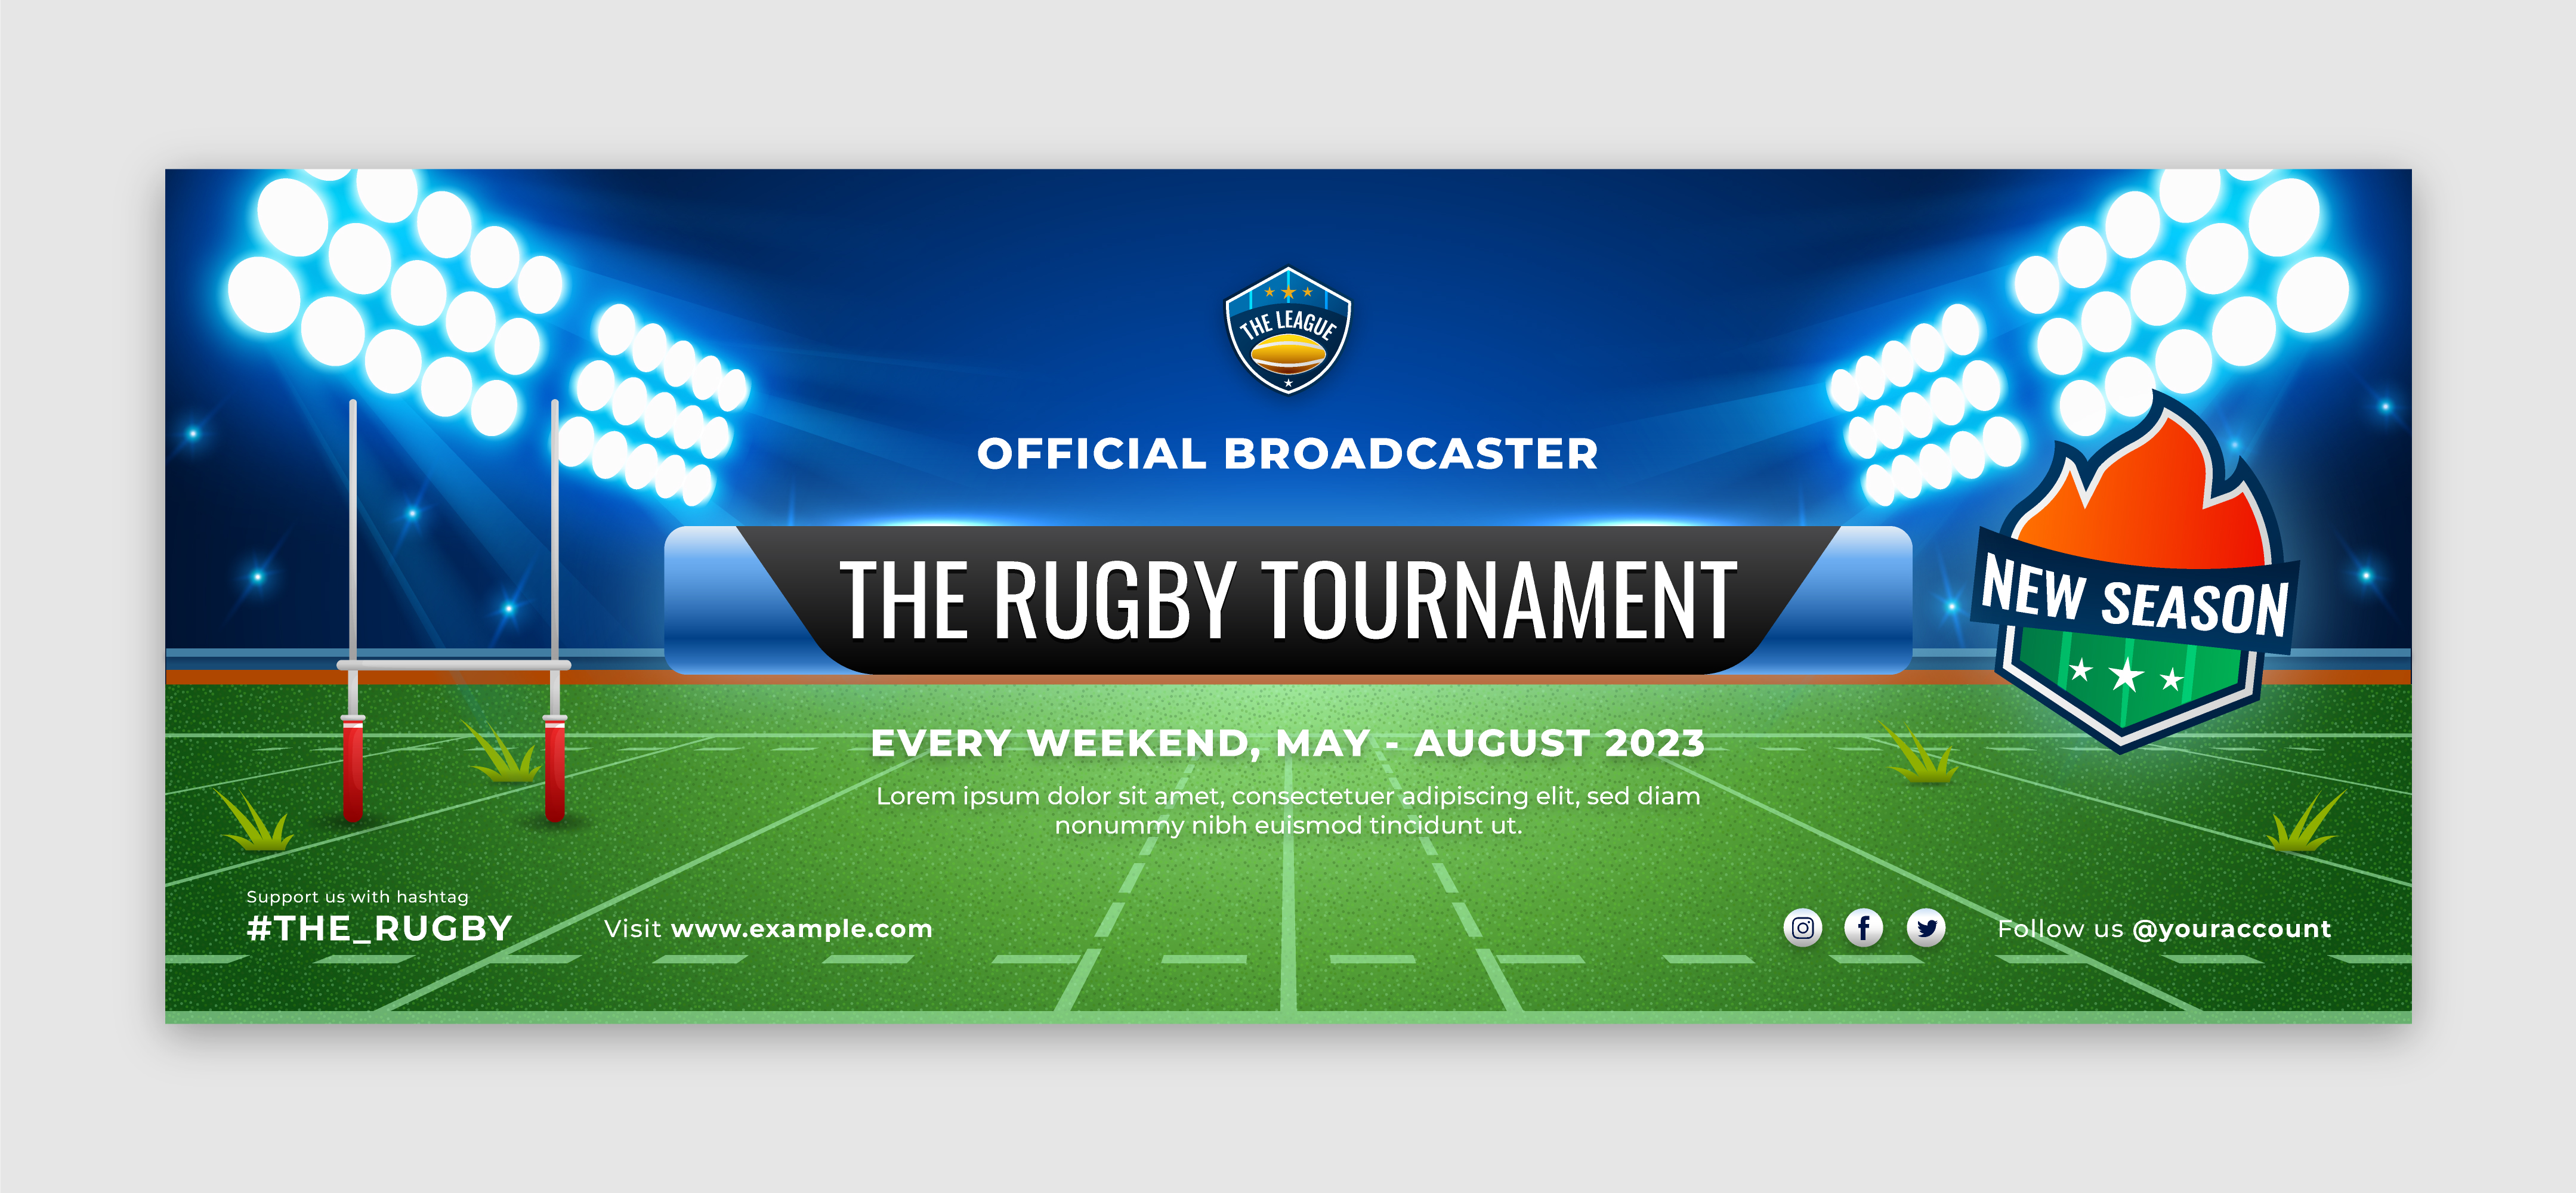 THE LEAGUE
OFFICIAL BROADCASTER
THE RUGBY TOURNAMENT
NEW SEASON
EVERY WEEKEND, MAY - AUGUST 2023
Lorem ipsum dolor sit amet, consectetuer adipiscing elit, sed diam
nonummy nibh euismod tincidunt ut.
Support us with hashtag
#THE_RUGBY
Visit www.example.com
Follow us @youraccount